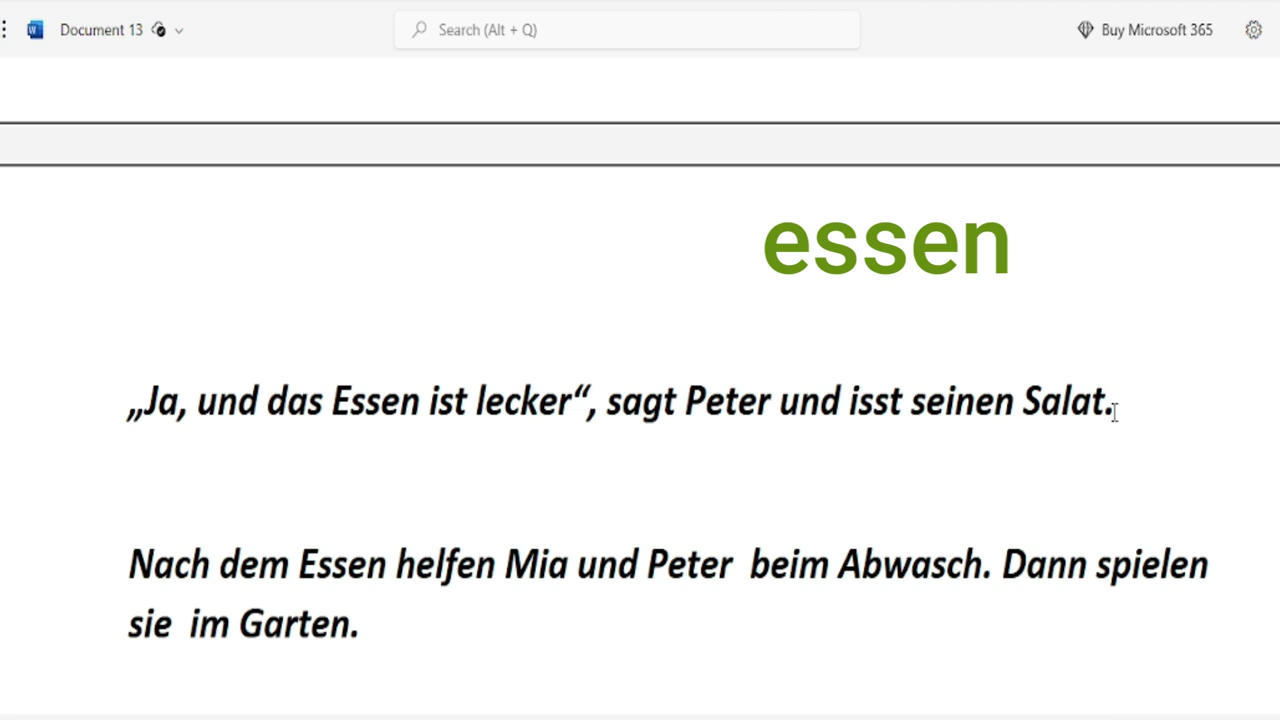 Document 13
Search (Alt + Q)
Buy Microsoft 365
essen
„Ja, und das Essen ist lecker“, sagt Peter und isst seinen Salat.
Nach dem Essen helfen Mia und Peter  beim Abwasch. Dann spielen
sie  im Garten.